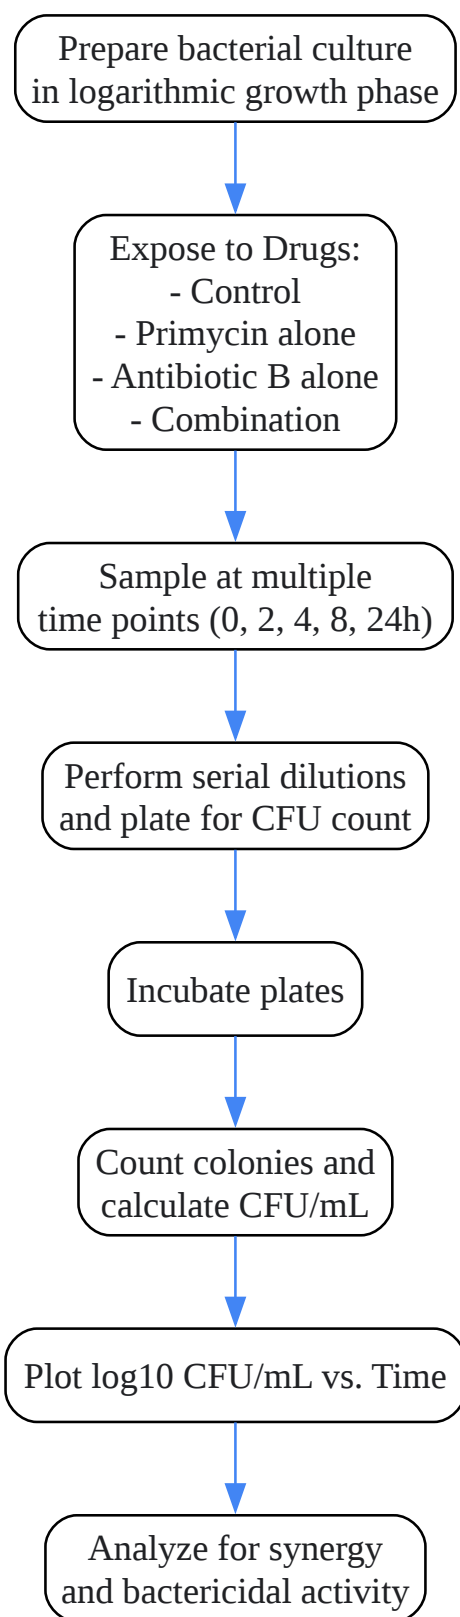 Prepare bacterial culture
in logarithmic growth phase
Expose to Drugs:
- Control
- Primycin alone
- Antibiotic B alone
- Combination
Sample at multiple
time points (0, 2, 4, 8, 24h)
Perform serial dilutions
and plate for CFU count
Incubate plates
Count colonies and
calculate CFU/mL
Plot log10 CFU/mL vs. Time
Analyze for synergy
and bactericidal activity